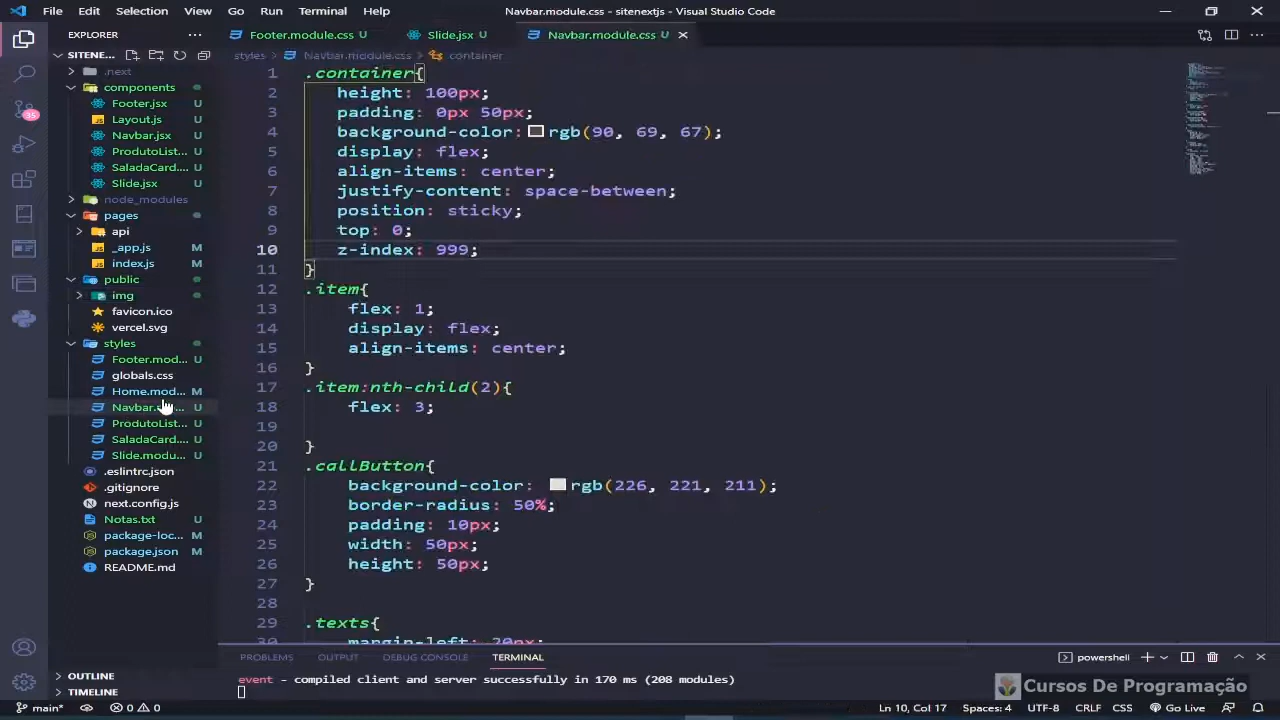 File Edit Selection View Go Run Terminal Help Navbar.module.css - sitenextjs - Visual Studio Code
EXPLORER ... Footer.module.css U Slide.jsx U Navbar.module.css U
SITENE... styles > Navbar.module.css > container
.next
components
Footer.jsx U
Layout.js U
Navbar.jsx U
ProdutoList... U
SaladaCard.... U
Slide.jsx U
node_modules
pages
api
_app.js M
index.js M
public
img
favicon.ico
vercel.svg
styles
Footer.mod... U
globals.css
Home.mod... M
Navbar. U
ProdutoList... U
SaladaCard.... U
Slide.modu... U
.eslintrc.json
.gitignore
next.config.js
Notas.txt U
package-loc... M
package.json M
README.md
OUTLINE
TIMELINE
35
1 .container{
2 height: 100px;
3 padding: 0px 50px;
4 background-color: rgb(90, 69, 67);
5 display: flex;
6 align-items: center;
7 justify-content: space-between;
8 position: sticky;
9 top: 0;
10 z-index: 999;
11 }
12 .item{
13 flex: 1;
14 display: flex;
15 align-items: center;
16 }
17 .item:nth-child(2){
18 flex: 3;
19
20 }
21 .callButton{
22 background-color: rgb(226, 221, 211);
23 border-radius: 50%;
24 padding: 10px;
25 width: 50px;
26 height: 50px;
27 }
28
29 .texts{
30 margin-left: 20px;
PROBLEMS OUTPUT DEBUG CONSOLE TERMINAL powershell
event - compiled client and server successfully in 170 ms (208 modules)
Cursos De Programação
main* 0 0 Ln 10, Col 17 Spaces: 4 UTF-8 CRLF CSS Go Live